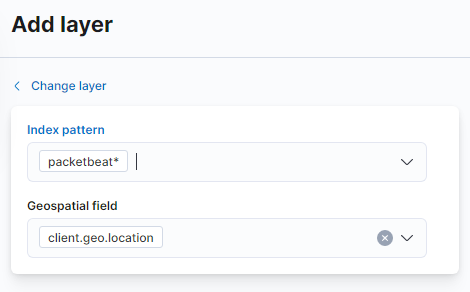 Add layer
Change layer
Index pattern
packetbeat*
Geospatial field
client.geo.location